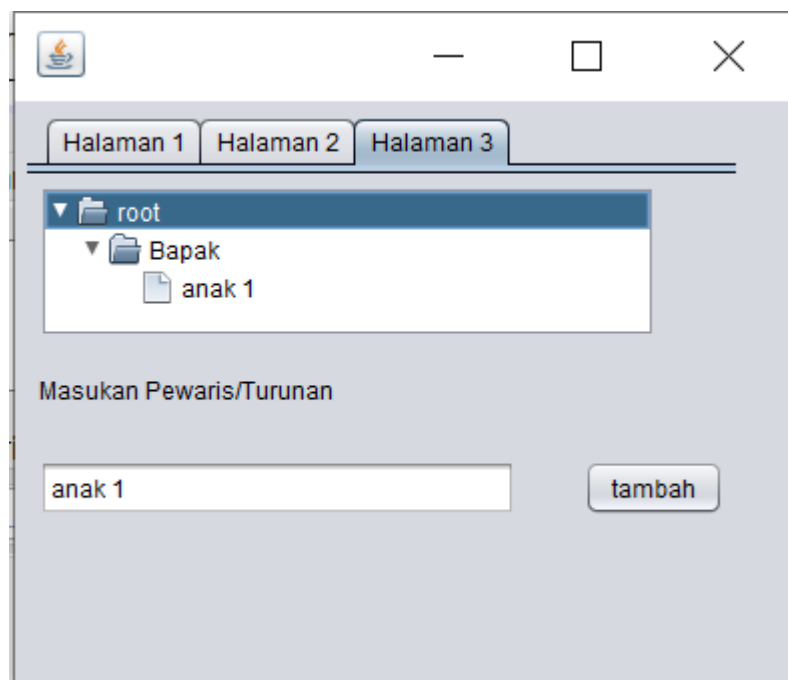 Halaman 1 Halaman 2 Halaman 3
root
Bapak
anak 1
Masukan Pewaris/Turunan
anak 1 tambah